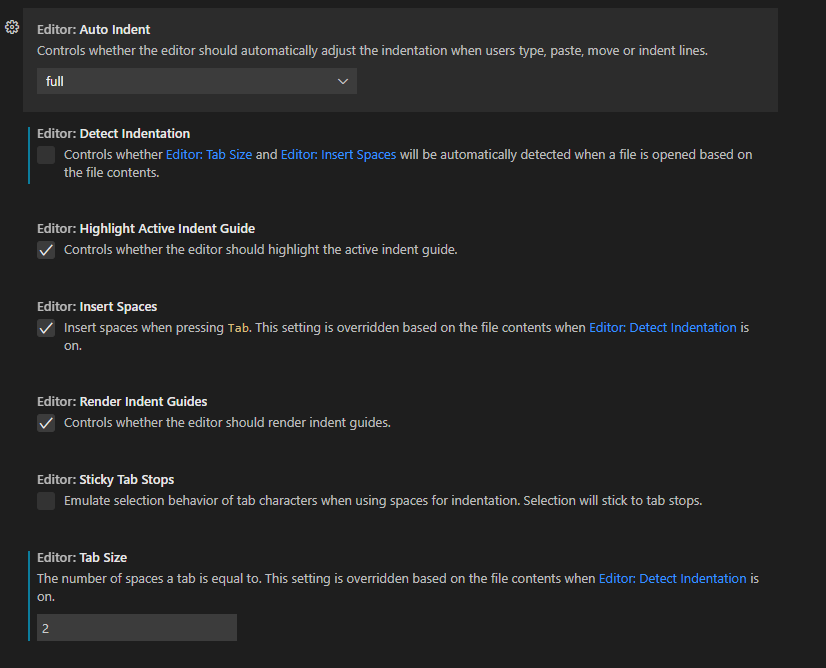 Editor: Auto Indent
Controls whether the editor should automatically adjust the indentation when users type, paste, move or indent lines.
full
Editor: Detect Indentation
Controls whether Editor: Tab Size and Editor: Insert Spaces will be automatically detected when a file is opened based on
the file contents.
Editor: Highlight Active Indent Guide
Controls whether the editor should highlight the active indent guide.
Editor: Insert Spaces
Insert spaces when pressing Tab. This setting is overridden based on the file contents when Editor: Detect Indentation is
on.
Editor: Render Indent Guides
Controls whether the editor should render indent guides.
Editor: Sticky Tab Stops
Emulate selection behavior of tab characters when using spaces for indentation. Selection will stick to tab stops.
Editor: Tab Size
The number of spaces a tab is equal to. This setting is overridden based on the file contents when Editor: Detect Indentation is
on.
2